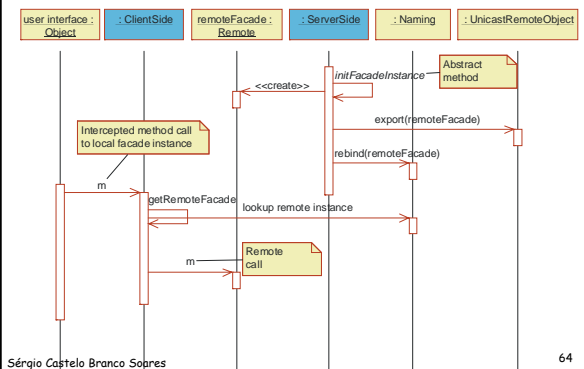 user interface : Object
: ClientSide
remoteFacade : Remote
: ServerSide
: Naming
: UnicastRemoteObject
Abstract
method
initFacadeInstance
<<create>>
export(remoteFacade)
Intercepted method call
to local facade instance
rebind(remoteFacade)
m
getRemoteFacade
lookup remote instance
Remote
call
m
Sérgio Castelo Branco Soares
64